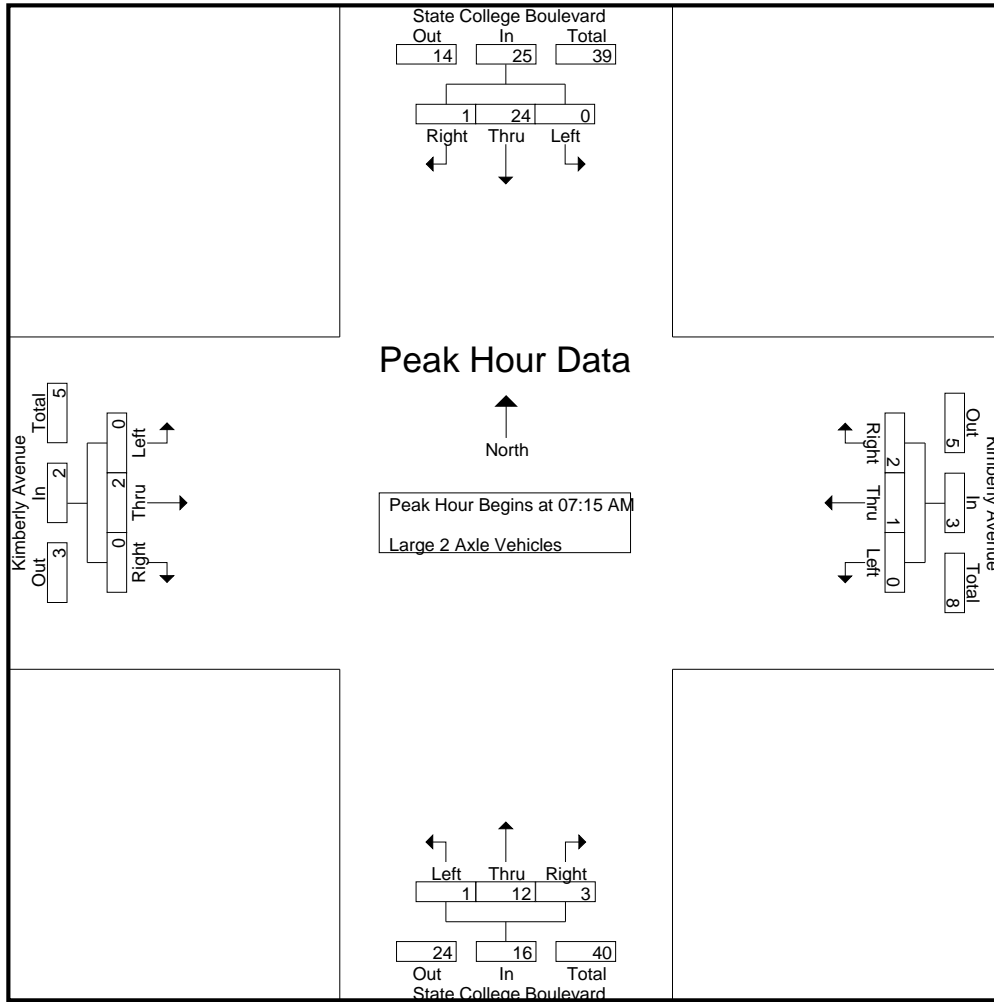 State College Boulevard
Out In Total
14 25 39
1 24 0
Right Thru Left
Peak Hour Data
North
Peak Hour Begins at 07:15 AM
Large 2 Axle Vehicles
Kimberly Avenue
Out In Total
3 2 5
0 2 0
Right Thru Left
Kimberly Avenue
Out In Total
5 3 8
2 1 0
Right Thru Left
Left Thru Right
1 12 3
24 16 40
Out In Total
State College Boulevard